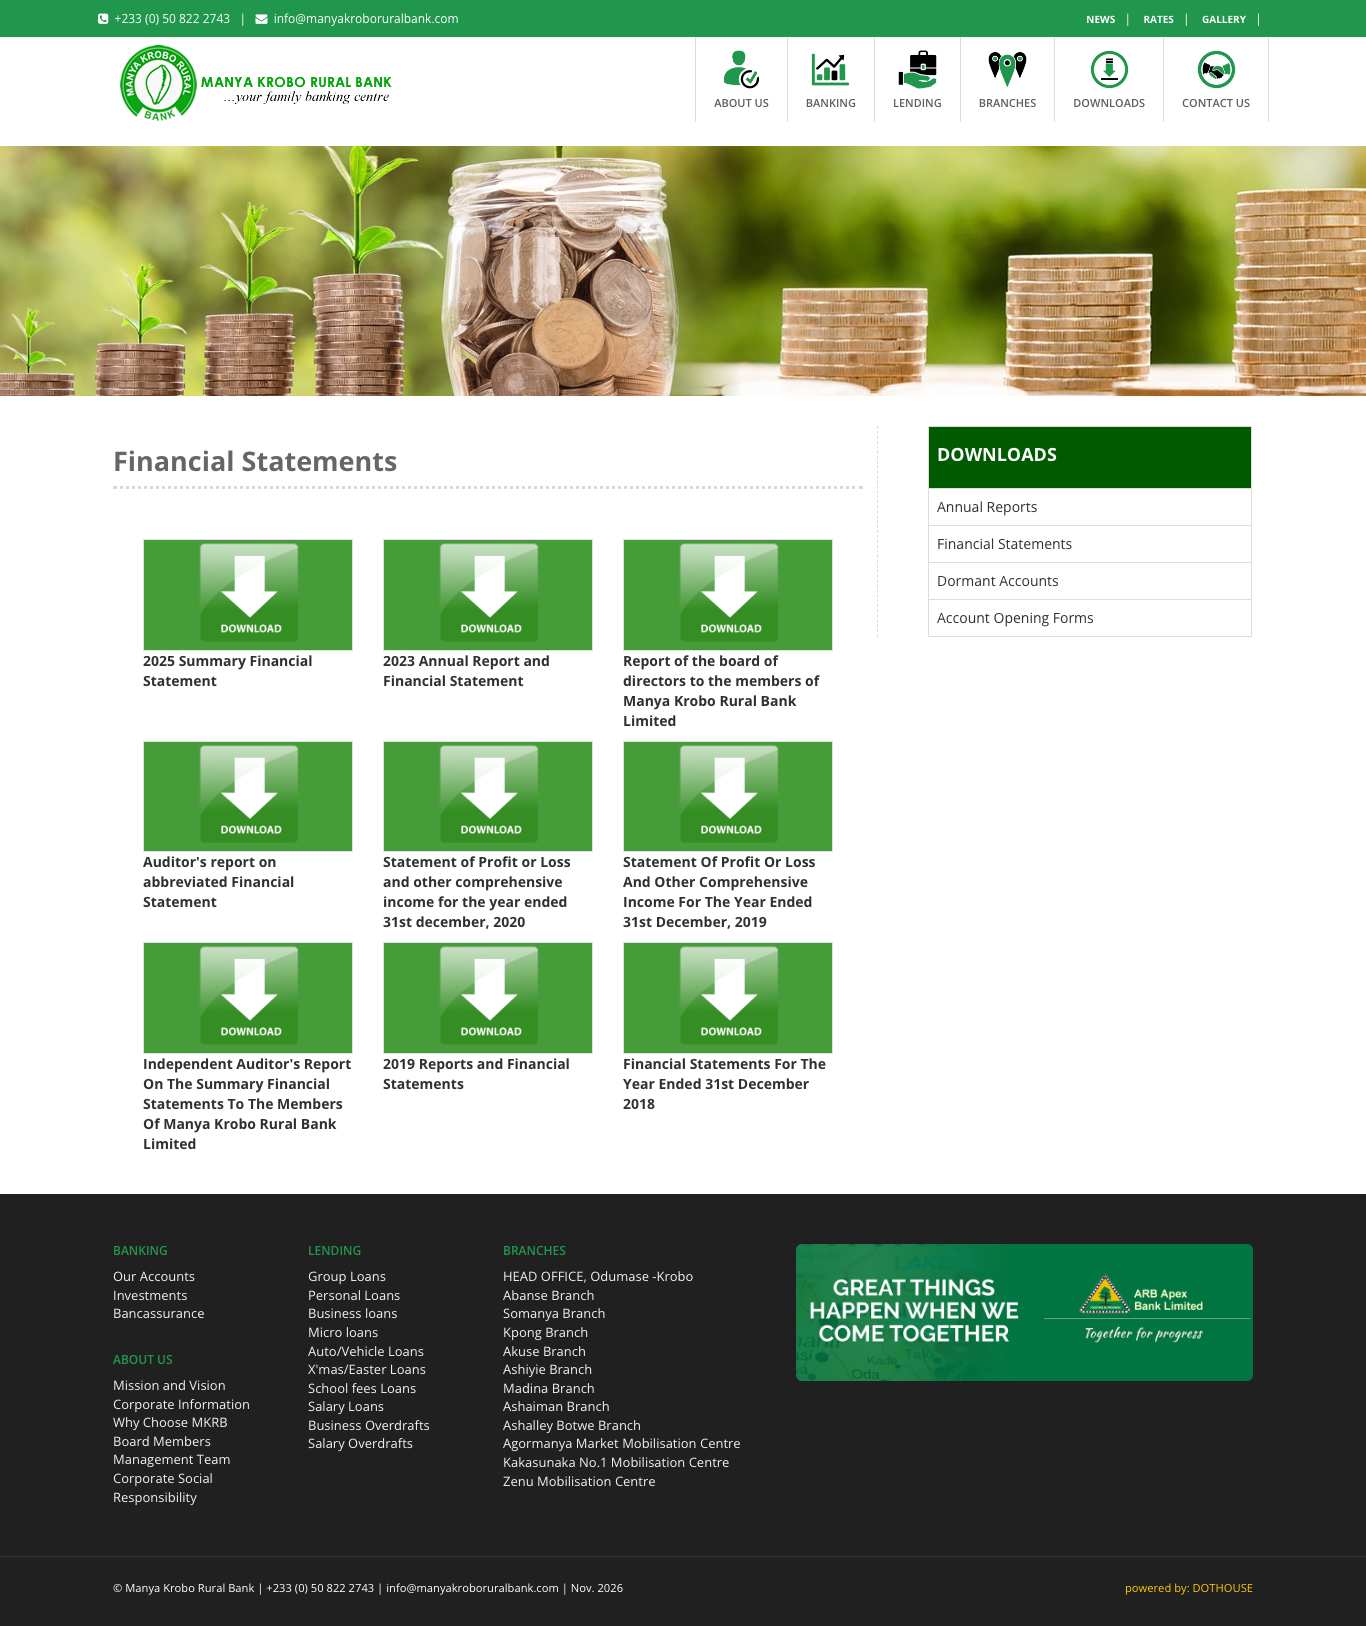 +233 (0) 50 822 2743 | info@manyakroboruralbank.com
NEWS | RATES | GALLERY |
MANYA KROBO RURAL
BANK
MANYA KROBO RURAL BANK
...your family banking centre
ABOUT US
BANKING
LENDING
BRANCHES
DOWNLOADS
CONTACT US
Financial Statements
DOWNLOAD
2025 Summary Financial
Statement
DOWNLOAD
2023 Annual Report and
Financial Statement
DOWNLOAD
Report of the board of
directors to the members of
Manya Krobo Rural Bank
Limited
DOWNLOAD
Auditor's report on
abbreviated Financial
Statement
DOWNLOAD
Statement of Profit or Loss
and other comprehensive
income for the year ended
31st december, 2020
DOWNLOAD
Statement Of Profit Or Loss
And Other Comprehensive
Income For The Year Ended
31st December, 2019
DOWNLOAD
Independent Auditor's Report
On The Summary Financial
Statements To The Members
Of Manya Krobo Rural Bank
Limited
DOWNLOAD
2019 Reports and Financial
Statements
DOWNLOAD
Financial Statements For The
Year Ended 31st December
2018
DOWNLOADS
Annual Reports
Financial Statements
Dormant Accounts
Account Opening Forms
BANKING
Our Accounts
Investments
Bancassurance
ABOUT US
Mission and Vision
Corporate Information
Why Choose MKRB
Board Members
Management Team
Corporate Social
Responsibility
LENDING
Group Loans
Personal Loans
Business loans
Micro loans
Auto/Vehicle Loans
X'mas/Easter Loans
School fees Loans
Salary Loans
Business Overdrafts
Salary Overdrafts
BRANCHES
HEAD OFFICE, Odumase -Krobo
Abanse Branch
Somanya Branch
Kpong Branch
Akuse Branch
Ashiyie Branch
Madina Branch
Ashaiman Branch
Ashalley Botwe Branch
Agormanya Market Mobilisation Centre
Kakasunaka No.1 Mobilisation Centre
Zenu Mobilisation Centre
LAKE
GREAT THINGS
HAPPEN WHEN WE
COME TOGETHER
Kade
Oda
ARB Apex
Bank Limited
Together for progress
© Manya Krobo Rural Bank | +233 (0) 50 822 2743 | info@manyakroboruralbank.com | Nov. 2026
powered by: DOTHOUSE